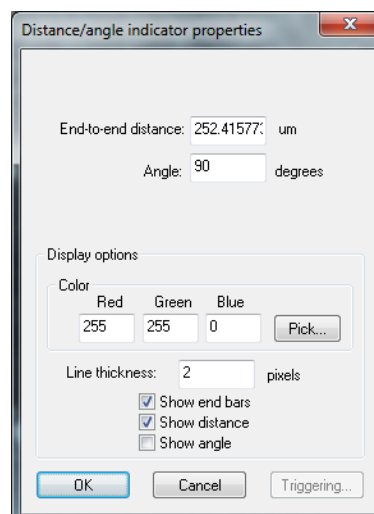 Distance/angle indicator properties
End-to-end distance: 252.41577 um
Angle: 90 degrees
Display options
Color
Red Green Blue
255 255 0 Pick...
Line thickness: 2 pixels
Show end bars
Show distance
Show angle
OK Cancel Triggering...